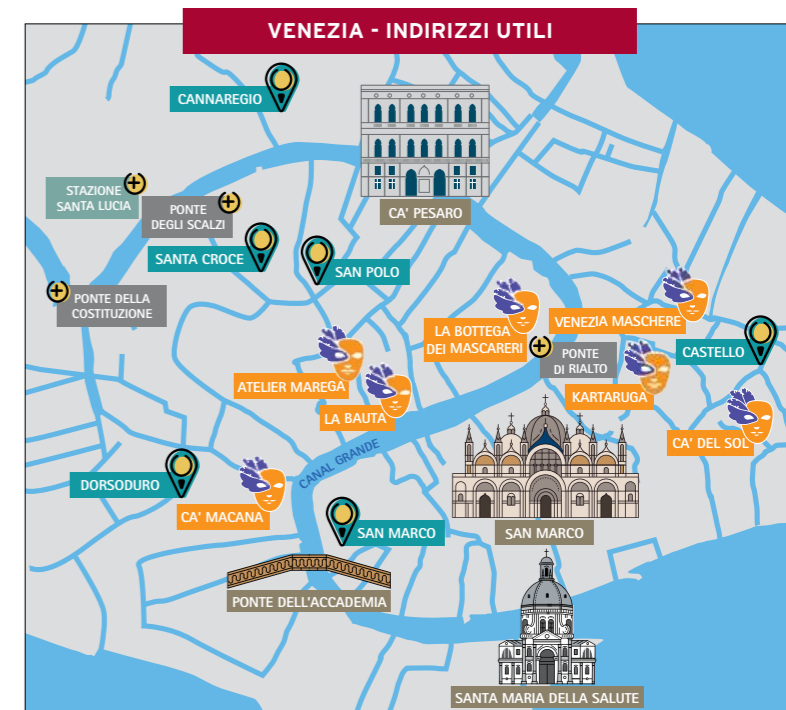 VENEZIA - INDIRIZZI UTILI
CANNAREGIO
STAZIONE
SANTA LUCIA
PONTE
DEGLI SCALZI
CA' PESARO
SANTA CROCE
SAN POLO
PONTE DELLA
COSTITUZIONE
LA BOTTEGA
DEI MASCARERI
VENEZIA MASCHERE
PONTE
DI RIALTO
CASTELLO
ATELIER MAREGA
LA BAUTA
KARTARUGA
CA' DEL SOL
CANAL GRANDE
DORSODURO
CA' MACANA
SAN MARCO
SAN MARCO
PONTE DELL'ACCADEMIA
SANTA MARIA DELLA SALUTE